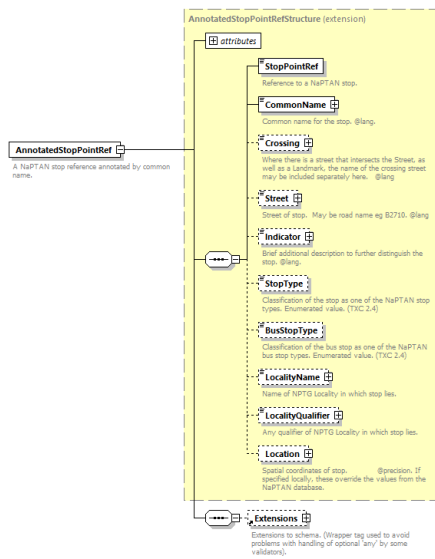 AnnotatedStopPointRefStructure (extension)
attributes
StopPointRef
Reference to a NaPTAN stop.
CommonName
Common name for the stop. @lang.
Crossing
Where there is a street that intersects the Street, as
well as a Landmark, the name of the crossing street
may be included separately here. @lang
Street
Street of stop. May be road name eg B2710. @lang
Indicator
Brief additional description to further distinguish the
stop. @lang.
StopType
Classification of the stop as one of the NaPTAN stop
types. Enumerated value. (TXC 2.4)
BusStopType
Classification of the bus stop as one of the NaPTAN
bus stop types. Enumerated value. (TXC 2.4)
LocalityName
Name of NPTG Locality in which stop lies.
LocalityQualifier
Any qualifier of NPTG Locality in which stop lies.
Location
Spatial coordinates of stop. @precision. If
specified locally, these override the values from the
NaPTAN database.
AnnotatedStopPointRef
A NaPTAN stop reference annotated by common
name.
Extensions
Extensions to schema. (Wrapper tag used to avoid
problems with handling of optional 'any' by some
validators).